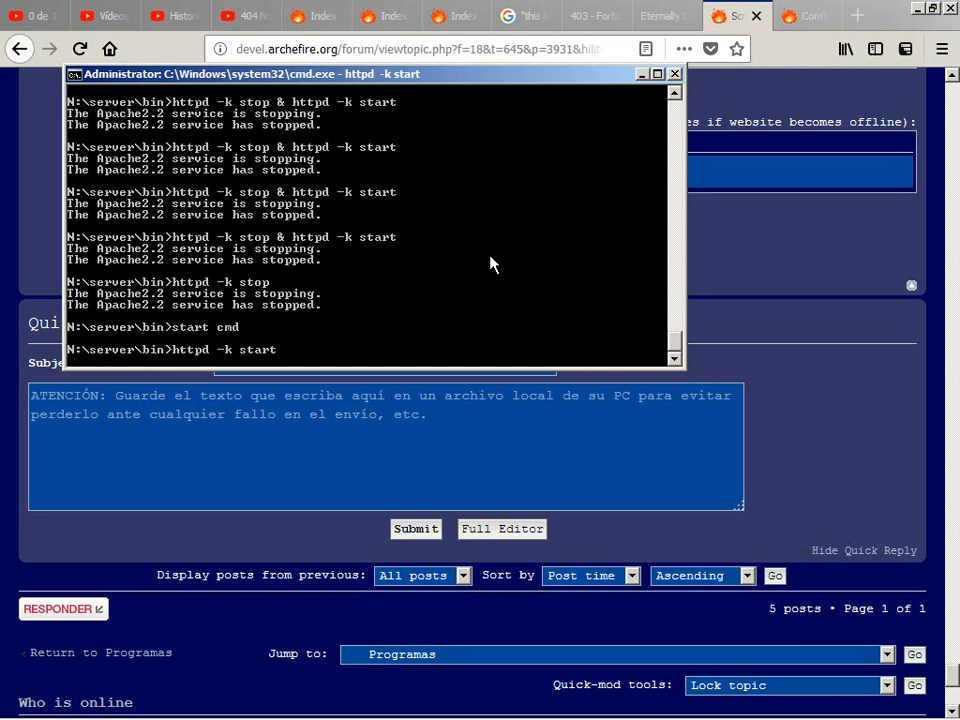 0 de 1
Vídeos
Histori
404 N
Index
Index
Index
"this i
403 - Forb
Eternally C
Sc
Confi
devel.archefire.org/forum/viewtopic.php?f=18&t=645&p=3931&hilit
Administrator: C:\Windows\system32\cmd.exe - httpd -k start
N:\server\bin>httpd -k stop & httpd -k start
The Apache2.2 service is stopping.
The Apache2.2 service has stopped.
N:\server\bin>httpd -k stop & httpd -k start
The Apache2.2 service is stopping.
The Apache2.2 service has stopped.
N:\server\bin>httpd -k stop & httpd -k start
The Apache2.2 service is stopping.
The Apache2.2 service has stopped.
N:\server\bin>httpd -k stop & httpd -k start
The Apache2.2 service is stopping.
The Apache2.2 service has stopped.
N:\server\bin>httpd -k stop
The Apache2.2 service is stopping.
The Apache2.2 service has stopped.
N:\server\bin>start cmd
N:\server\bin>httpd -k start
es if website becomes offline):
Qui
Subje
ATENCIÓN: Guarde el texto que escriba aquí en un archivo local de su PC para evitar
perderlo ante cualquier fallo en el envío, etc.
Submit Full Editor
Hide Quick Reply
Display posts from previous: All posts Sort by Post time Ascending Go
RESPONDER 5 posts • Page 1 of 1
Return to Programas Jump to: Programas Go
Quick-mod tools: Lock topic Go
Who is online